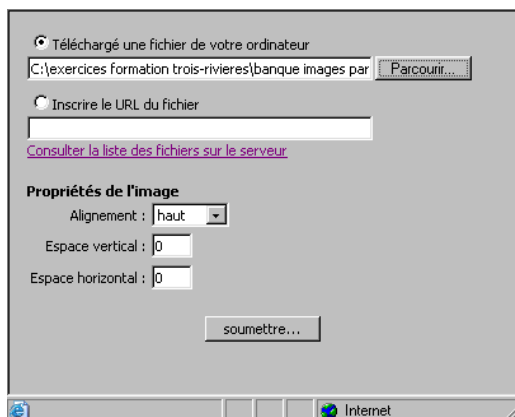 Téléchargé une fichier de votre ordinateur
C:\exercices formation trois-rivieres\banque images par Parcourir...
Inscrire le URL du fichier
Consulter la liste des fichiers sur le serveur
Propriétés de l'image
Alignement : haut
Espace vertical : 0
Espace horizontal : 0
soumettre...
Internet